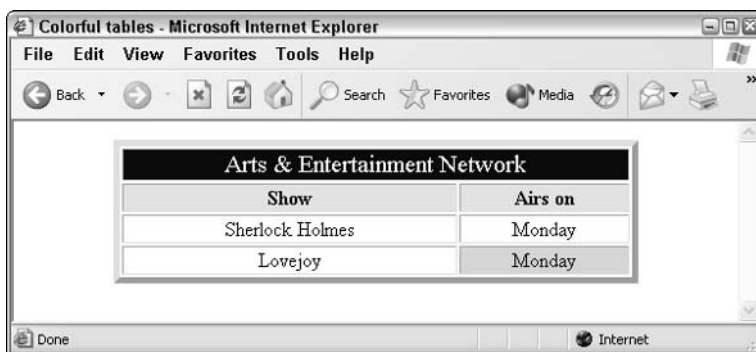 Colorful tables - Microsoft Internet Explorer
File Edit View Favorites Tools Help
Back Search Favorites Media »
Arts & Entertainment Network
Show Airs on
Sherlock Holmes Monday
Lovejoy Monday
Done Internet